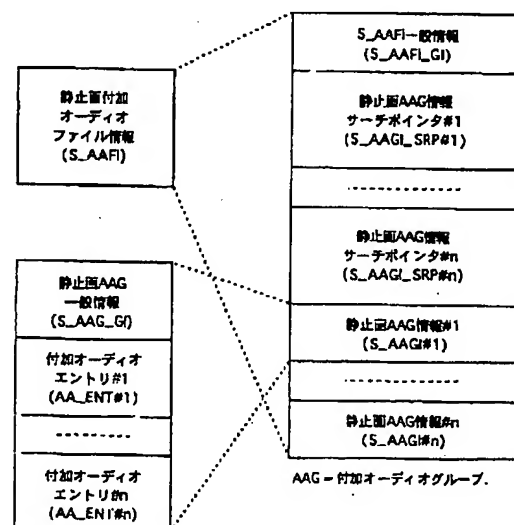 静止画付加
オーディオ
ファイル情報
(S_AAFI)
S_AAFI一般情報
(S_AAFI_GI)
静止画AAG情報
サーチポインタ#1
(S_AAGI_SRP#1)
静止画AAG情報
サーチポインタ#n
(S_AAGI_SRP#n)
静止画AAG情報#1
(S_AAGI#1)
静止画AAG情報#n
(S_AAGI#n)
静止画AAG
一般情報
(S_AAG_GI)
付加オーディオ
エントリ#1
(AA_ENT#1)
付加オーディオ
エントリ#n
(AA_ENT#n)
AAG=付加オーディオグループ.